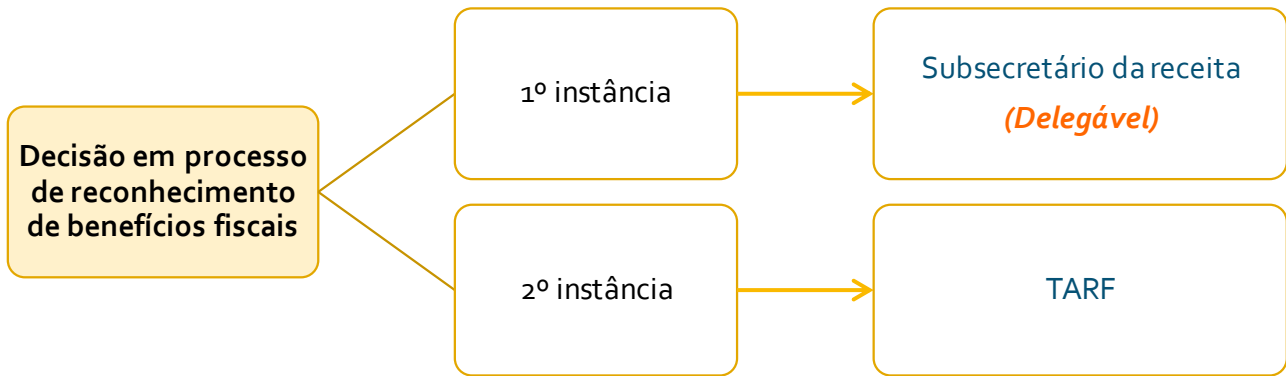 Decisão em processo
de reconhecimento
de benefícios fiscais
1º instância
Subsecretário da receita
(Delegável)
2º instância
TARF